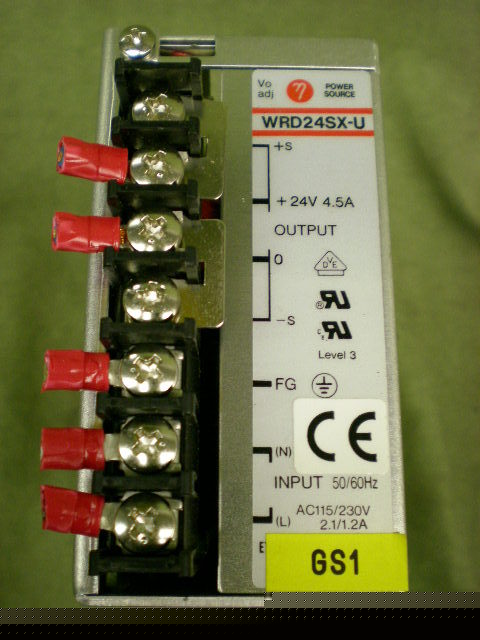 Vo adj
η
POWER SOURCE
WRD24SX-U
+S
+24V 4.5A
OUTPUT
0
VDE
-S
Level 3
FG
CE
(N)
INPUT 50/60Hz
AC115/230V
(L) 2.1/1.2A
E
GS1